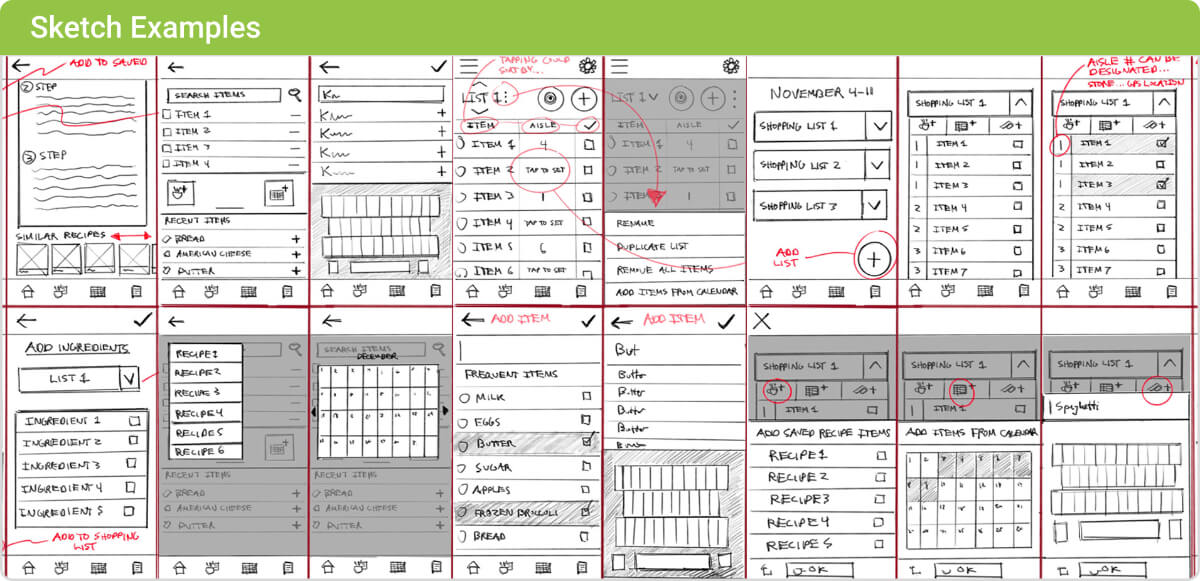 Sketch Examples
ADD TO SAVED
② STEP
③ STEP
SIMILAR RECIPES
SEARCH ITEMS
ITEM 1
ITEM 2
ITEM 3
ITEM 4
RECENT ITEMS
BREAD +
AMERICAN CHEESE +
BUTTER +
TAPPING COULD
SORT BY...
LIST 1
ITEM AISLE
ITEM 1 4
ITEM 2 TAP TO SET
ITEM 3 1
ITEM 4 TAP TO SET
ITEM 5 6
ITEM 6 TAP TO SET
LIST 1
ITEM AISLE
ITEM 1 4
ITEM 2 TAP TO SET
ITEM 1
RENAME
DUPLICATE LIST
REMOVE ALL ITEMS
ADD ITEMS FROM CALENDAR
NOVEMBER 4-11
SHOPPING LIST 1
SHOPPING LIST 2
SHOPPING LIST 3
ADD
LIST
SHOPPING LIST 1
1 ITEM 1
1 ITEM 2
1 ITEM 3
2 ITEM 4
2 ITEM 5
3 ITEM 6
3 ITEM 7
AISLE # CAN BE
DESIGNATED...
STORE... GPS LOCATION
SHOPPING LIST 1
1 ITEM 1
1 ITEM 2
1 ITEM 3
2 ITEM 4
2 ITEM 5
3 ITEM 6
3 ITEM 7
ADD INGREDIENTS
LIST 1
INGREDIENT 1
INGREDIENT 2
INGREDIENT 3
INGREDIENT 4
INGREDIENT 5
ADD TO SHOPPING
LIST
RECIPE 1
RECIPE 2
RECIPE 3
RECIPE 4
RECIPE 5
RECIPE 6
RECENT ITEMS
BREAD +
AMERICAN CHEESE +
BUTTER +
SEARCH ITEMS
DECEMBER
RECENT ITEMS
BREAD +
AMERICAN CHEESE +
BUTTER +
ADD ITEM
FREQUENT ITEMS
MILK
EGGS
BUTTER
SUGAR
APPLES
FROZEN BROCCOLI
BREAD
ADD ITEM
But
Butter
Butter
Butter
Butter
SHOPPING LIST 1
1 ITEM 1
ADD SAVED RECIPE ITEMS
RECIPE 1
RECIPE 2
RECIPE 3
RECIPE 4
RECIPE 5
OK
SHOPPING LIST 1
1 ITEM 1
ADD ITEMS FROM CALENDAR
OK
SHOPPING LIST 1
Spaghetti